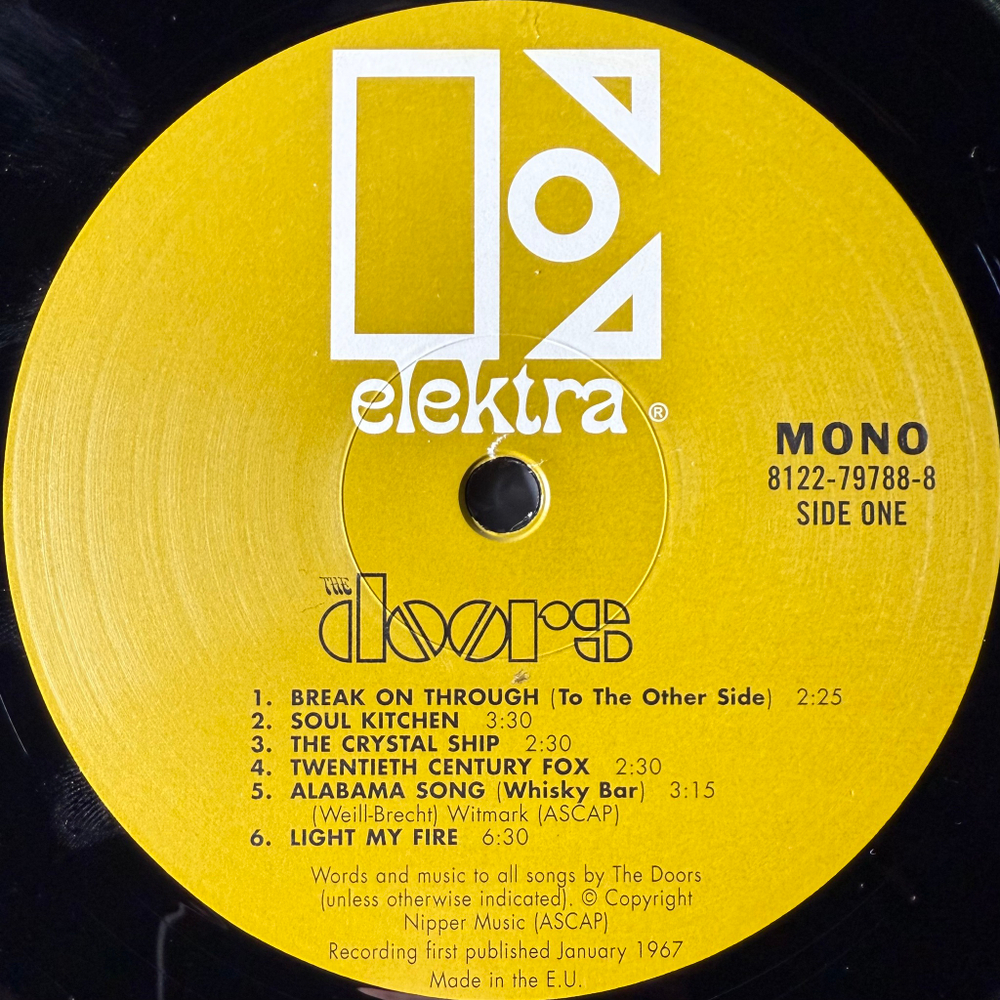 elektra ®
MONO
8122-79788-8
SIDE ONE
THE
doors
1. BREAK ON THROUGH (To The Other Side) 2:25
2. SOUL KITCHEN 3:30
3. THE CRYSTAL SHIP 2:30
4. TWENTIETH CENTURY FOX 2:30
5. ALABAMA SONG (Whisky Bar) 3:15
(Weill-Brecht) Witmark (ASCAP)
6. LIGHT MY FIRE 6:30
Words and music to all songs by The Doors
(unless otherwise indicated). © Copyright
Nipper Music (ASCAP)
Recording first published January 1967
Made in the E.U.